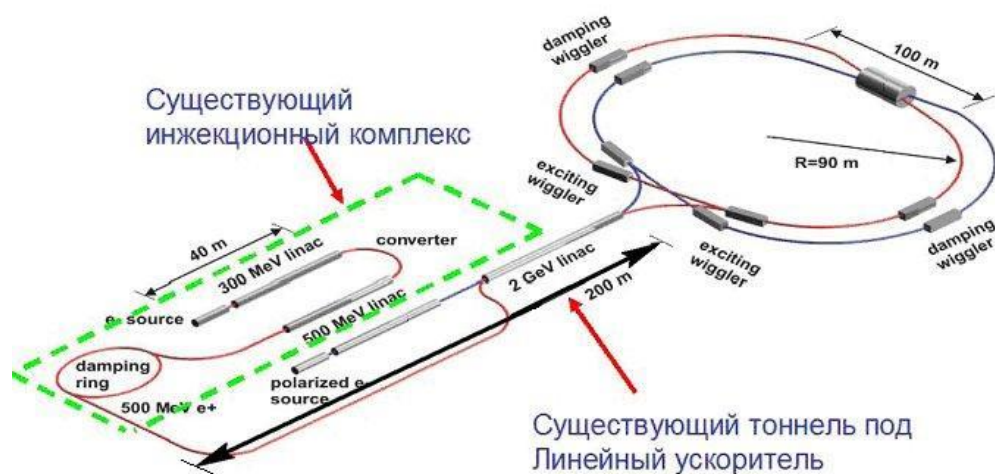 damping
wiggler
100 m
Существующий
инжекционный комплекс
R=90 m
exciting
wiggler
40 m
converter
300 MeV linac
exciting
wiggler
damping
wiggler
2 GeV linac
200 m
e- source
500 MeV linac
damping
ring
polarized e-
source
500 MeV e+
Существующий тоннель под
Линейный ускоритель